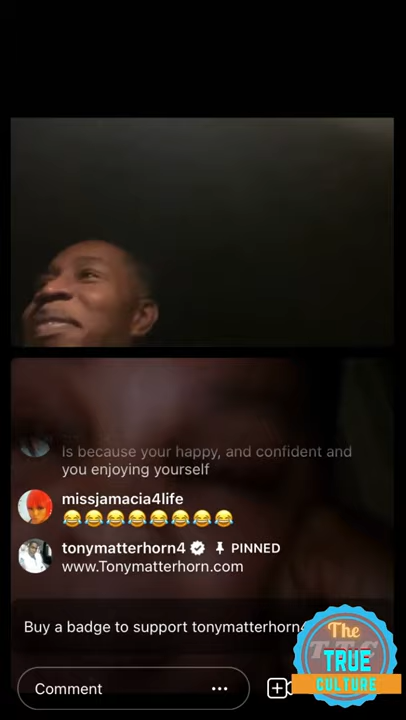 Is because your happy, and confident and
you enjoying yourself
missjamacia4life
😂😂😂😂😂😂😂😂
tonymatterhorn4 PINNED
www.Tonymatterhorn.com
Buy a badge to support tonymatterhorn4
Comment
The
T.T.C
TRUE
CULTURE